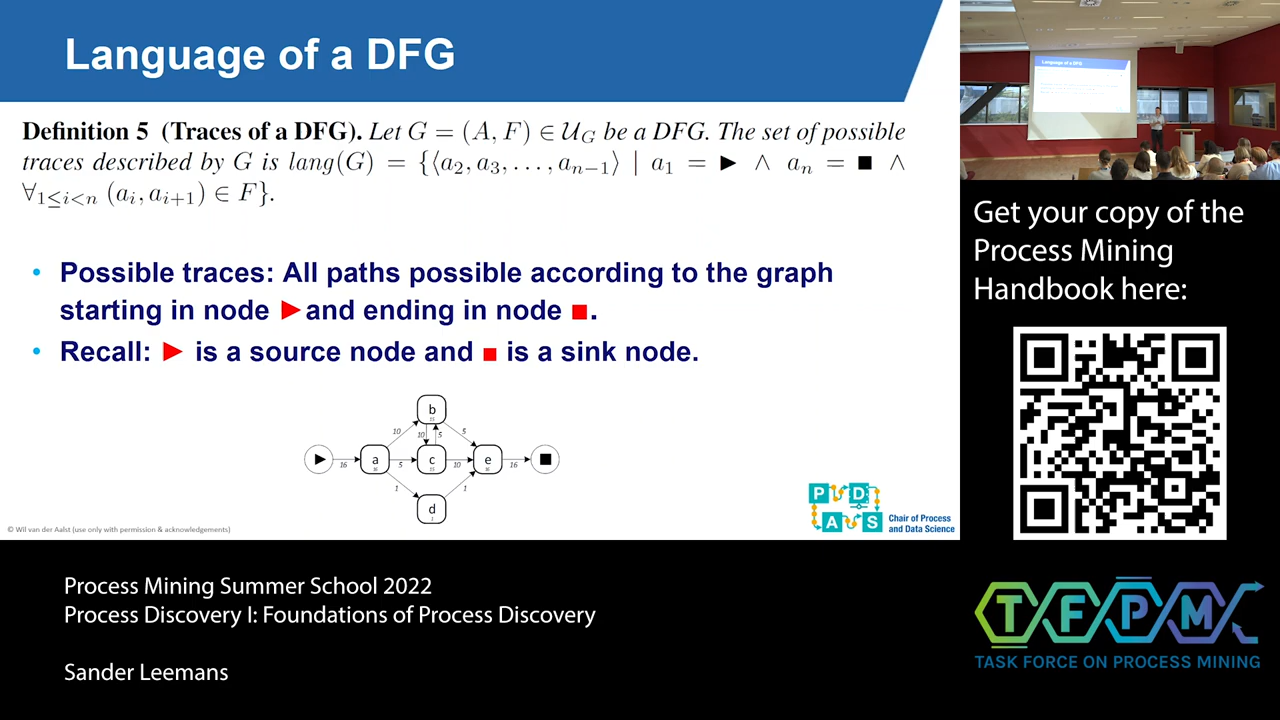 Language of a DFG
Definition 5 (Traces of a DFG). Let G = (A, F) ∈ 𝒰_G be a DFG. The set of possible
traces described by G is lang(G) = {⟨a₂, a₃, . . . , aₙ₋₁⟩ | a₁ = ▶ ∧ aₙ = ■ ∧
∀₁≤i<n (aᵢ, aᵢ₊₁) ∈ F}.
• Possible traces: All paths possible according to the graph
starting in node ▶ and ending in node ■.
• Recall: ▶ is a source node and ■ is a sink node.
b
10
10
5
5
a
c
e
16
5
10
16
1
1
d
© Wil van der Aalst (use only with permission & acknowledgements)
P D
A S
Chair of Process
and Data Science
Language of a DFG
Get your copy of the
Process Mining
Handbook here:
Process Mining Summer School 2022
Process Discovery I: Foundations of Process Discovery
Sander Leemans
TFPM
TASK FORCE ON PROCESS MINING